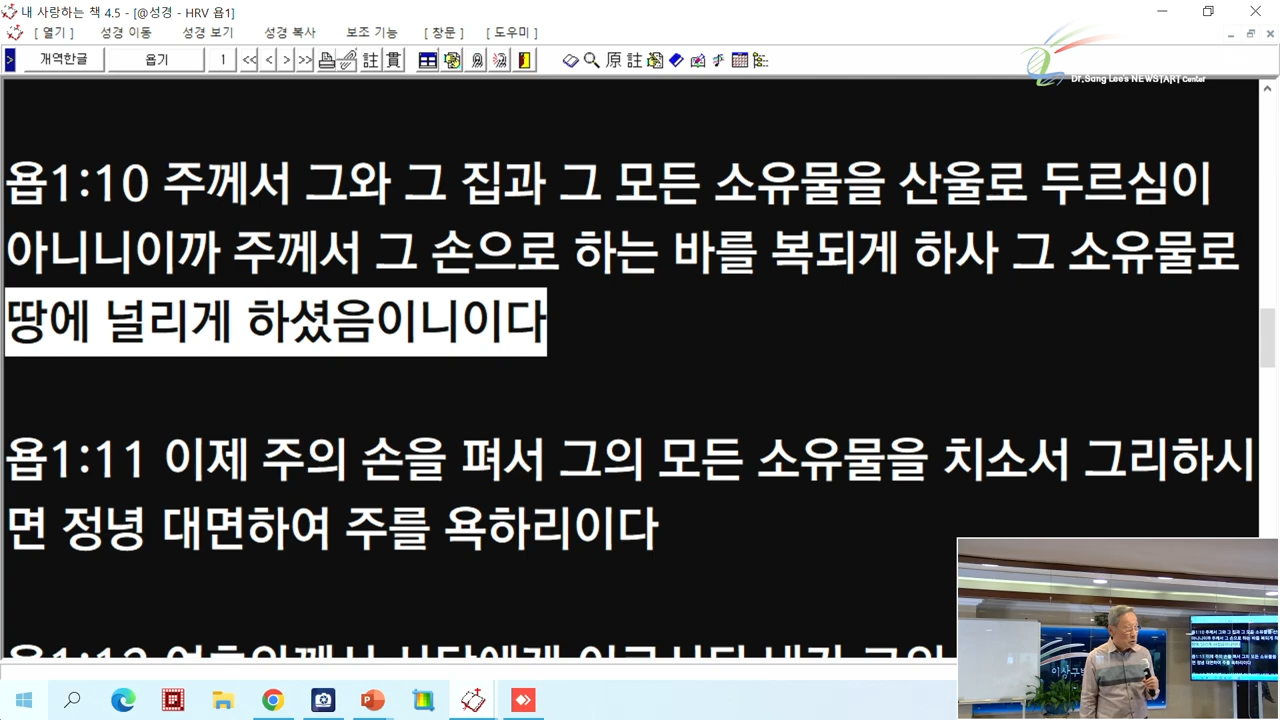 내 사랑하는 책 4.5 - [@성경 - HRV 욥1]
[ 열기 ] 성경 이동 성경 보기 성경 복사 보조 기능 [ 창문 ] [ 도우미 ]
> 개역한글 욥기 1 << < > >> 註 貫 原 註
Dr.Sang Lee's NEWSTART Center
욥1:10 주께서 그와 그 집과 그 모든 소유물을 산울로 두르심이
아니니이까 주께서 그 손으로 하는 바를 복되게 하사 그 소유물로
땅에 널리게 하셨음이니이다
욥1:11 이제 주의 손을 펴서 그의 모든 소유물을 치소서 그리하시
면 정녕 대면하여 주를 욕하리이다